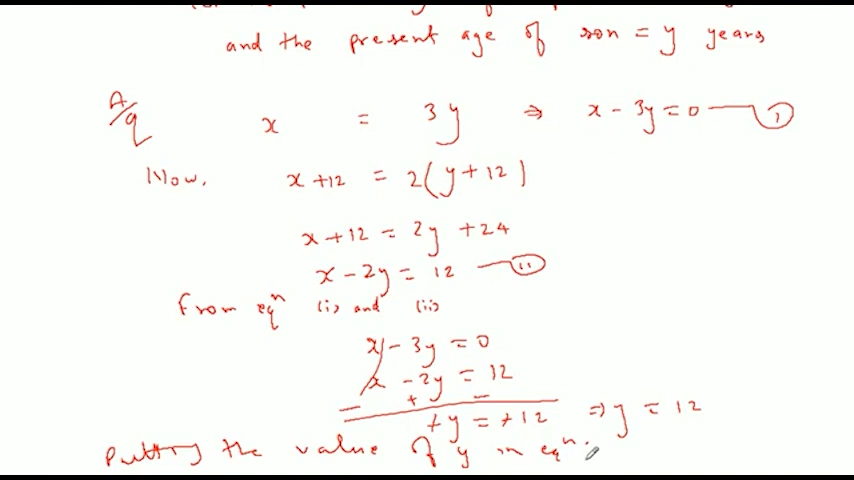 and the present age of son = y years
A/q x = 3y ⇒ x - 3y = 0 — (i)
Now, x + 12 = 2(y + 12)
x + 12 = 2y + 24
x - 2y = 12 — (ii)
From eqⁿ (i) and (ii)
x - 3y = 0
x - 2y = 12
- + -
+y = +12 ⇒ y = 12
Putting the value of y in eqⁿ.